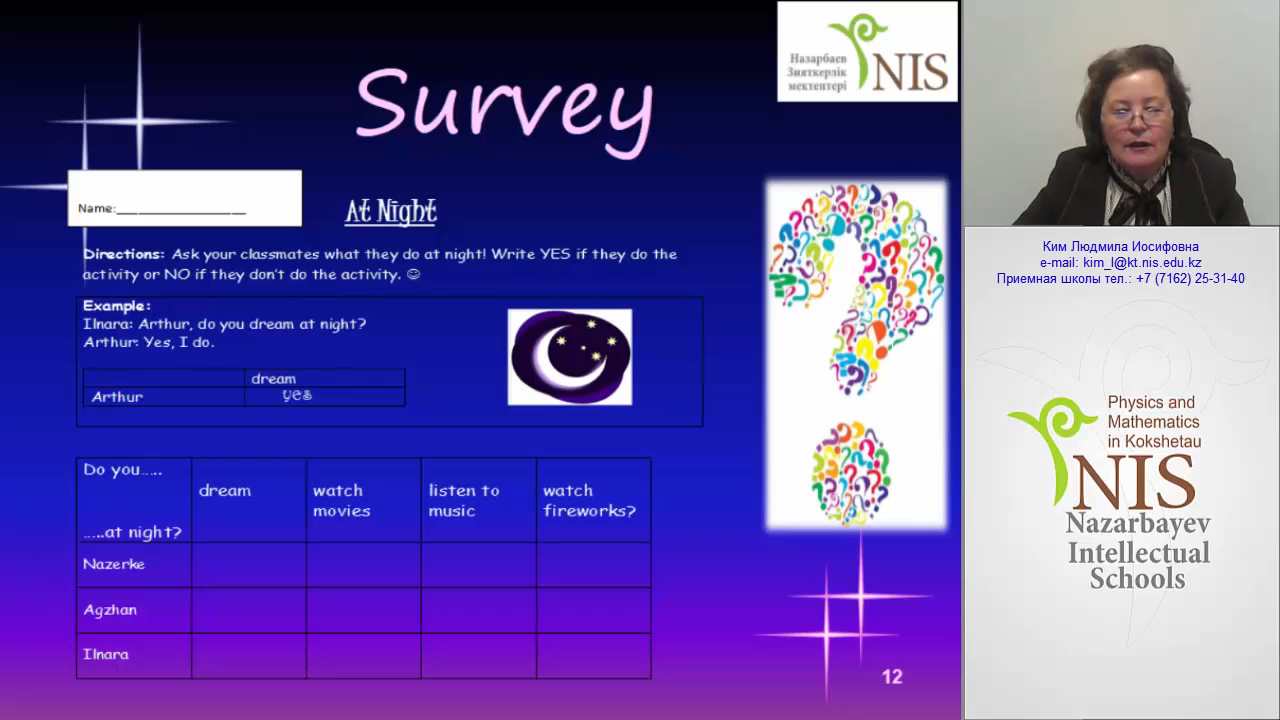 Survey
Назарбаев
Зияткерлік
мектептері
NIS
Name:___________________
At Night
Directions: Ask your classmates what they do at night! Write YES if they do the
activity or NO if they don't do the activity. ☺
Example:
Ilnara: Arthur, do you dream at night?
Arthur: Yes, I do.
dream
Arthur yes
Do you.....
.....at night?
dream
watch
movies
listen to
music
watch
fireworks?
Nazerke
Agzhan
Ilnara
12
Ким Людмила Иосифовна
e-mail: kim_l@kt.nis.edu.kz
Приемная школы тел.: +7 (7162) 25-31-40
Physics and
Mathematics
in Kokshetau
NIS
Nazarbayev
Intellectual
Schools